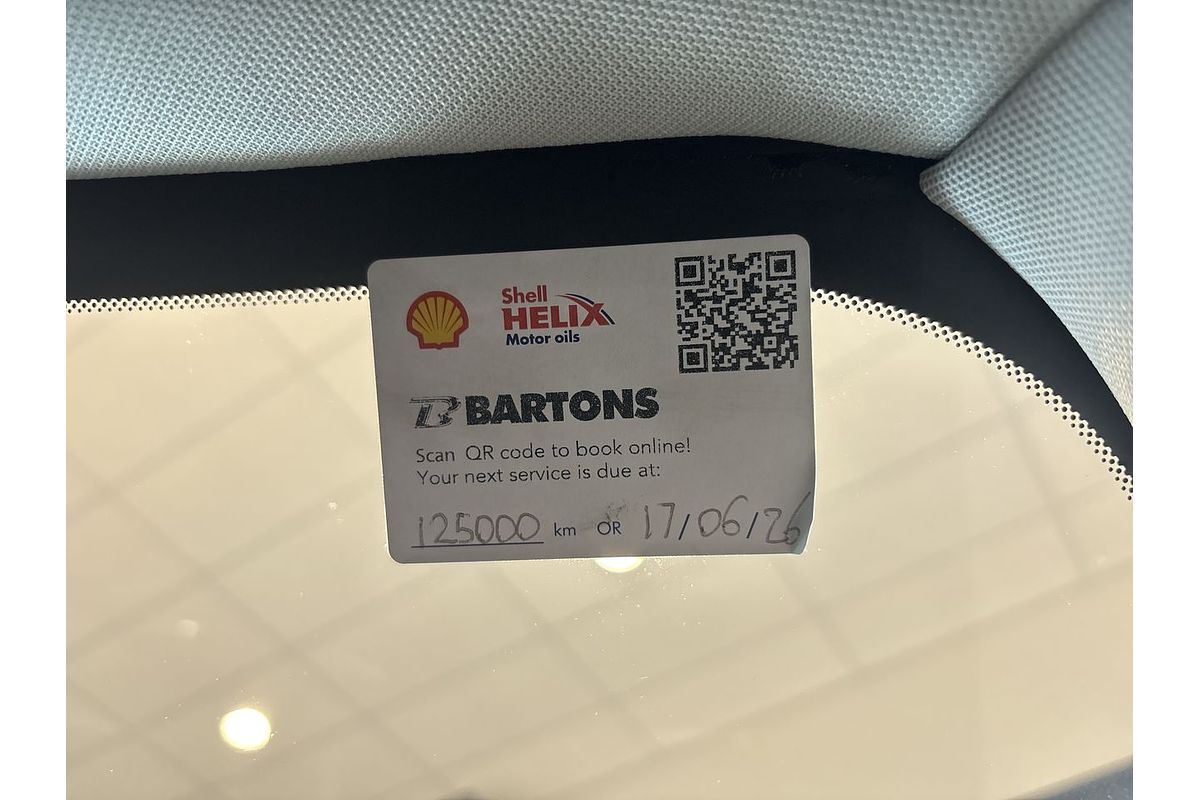 Shell
HELIX
Motor oils
BARTONS
Scan QR code to book online!
Your next service is due at:
125000 km OR 17/06/26